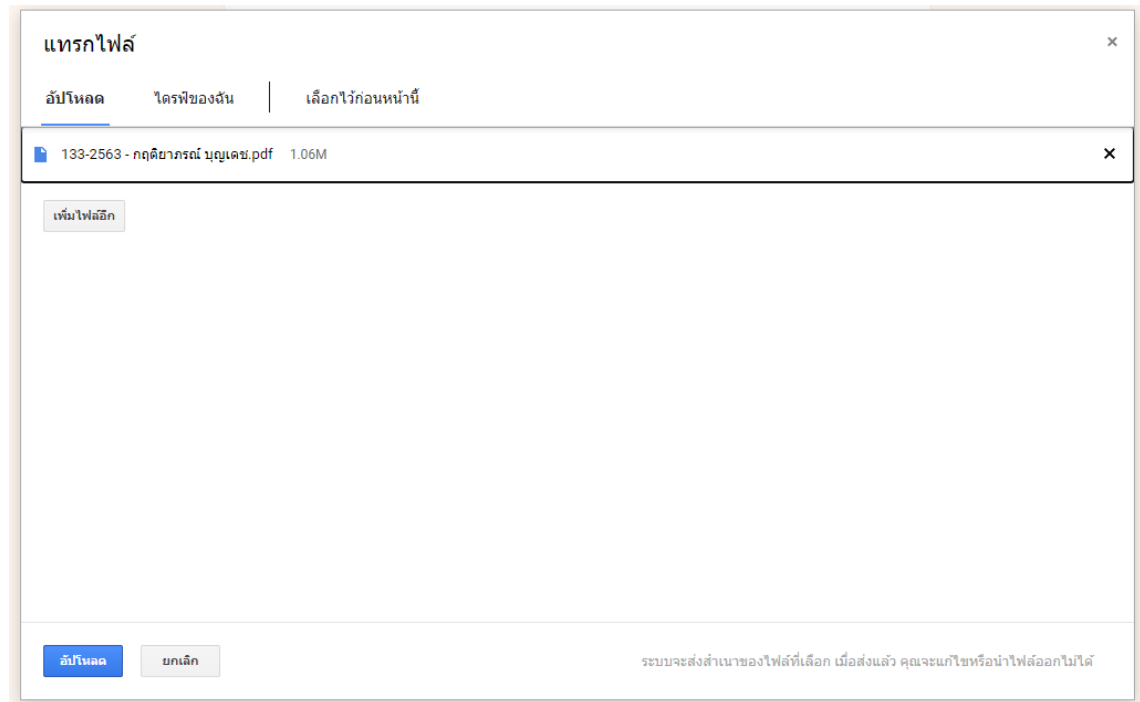 แทรกไฟล์ ×
อัปโหลด ไดรฟ์ของฉัน เลือกไว้ก่อนหน้านี้
133-2563 - กฤติยาภรณ์ บุญเดช.pdf 1.06M ×
เพิ่มไฟล์อีก
อัปโหลด ยกเลิก ระบบจะส่งสำเนาของไฟล์ที่เลือก เมื่อส่งแล้ว คุณจะแก้ไขหรือนำไฟล์ออกไม่ได้